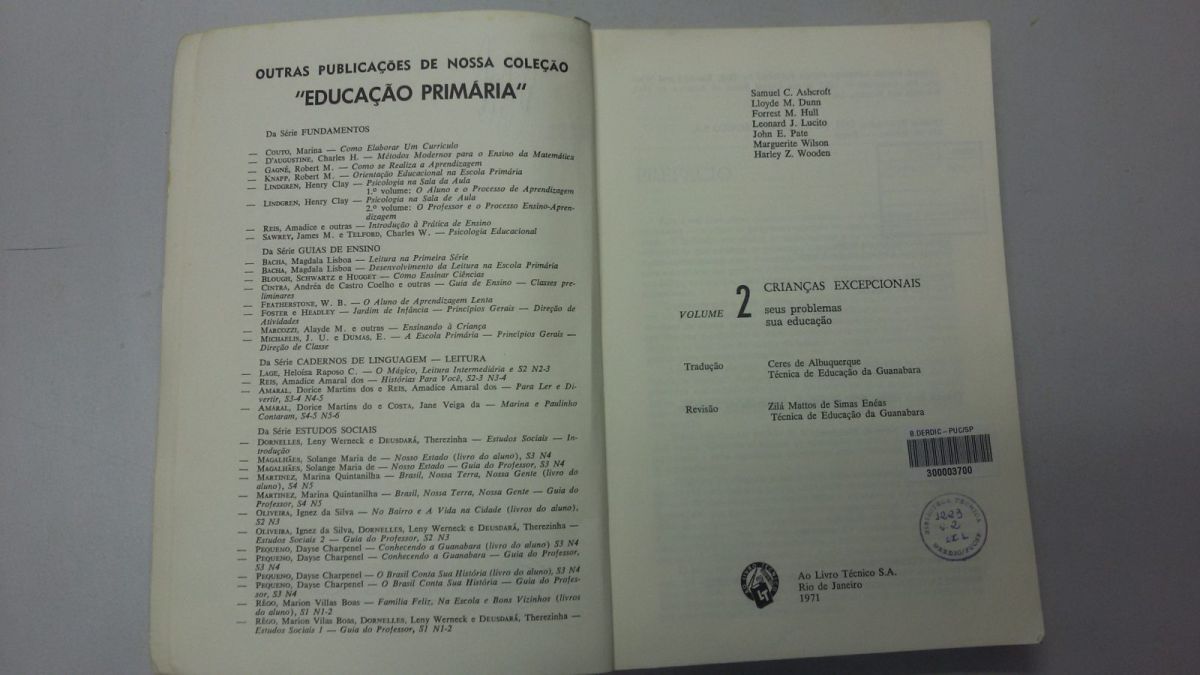 OUTRAS PUBLICAÇÕES DE NOSSA COLEÇÃO
"EDUCAÇÃO PRIMÁRIA"
Da Série FUNDAMENTOS
— COUTO, Marina — Como Elaborar Um Currículo
— D'AUGUSTINE, Charles H. — Métodos Modernos para o Ensino da Matemática
— GAGNÉ, Robert M. — Como se Realiza a Aprendizagem
— KNAPP, Robert M. — Orientação Educacional na Escola Primária
— LINDGREN, Henry Clay — Psicologia na Sala da Aula
1.º volume: O Aluno e o Processo de Aprendizagem
— LINDGREN, Henry Clay — Psicologia na Sala de Aula
2.º volume: O Professor e o Processo Ensino-Apren-
dizagem
— REIS, Amadice e outras — Introdução à Prática de Ensino
— SAWREY, James M. e TELFORD, Charles W. — Psicologia Educacional
Da Série GUIAS DE ENSINO
— BACHA, Magdala Lisboa — Leitura na Primeira Série
— BACHA, Magdala Lisboa — Desenvolvimento da Leitura na Escola Primária
— BLOUGH, SCHWARTZ e HUGGET — Como Ensinar Ciências
— CINTRA, Andréa de Castro Coelho e outras — Guia de Ensino — Classes pre-
liminares
— FEATHERSTONE, W. B. — O Aluno de Aprendizagem Lenta
— FOSTER e HEADLEY — Jardim de Infância — Princípios Gerais — Direção de
Atividades
— MARCOZZI, Alayde M. e outras — Ensinando à Criança
— MICHAELIS, J. U. e DUMAS, E. — A Escola Primária — Princípios Gerais —
Direção de Classe
Da Série CADERNOS DE LINGUAGEM — LEITURA
— LAGE, Heloísa Raposo C. — O Mágico, Leitura Intermediária e S2 N2-3
— REIS, Amadice Amaral dos — Histórias Para Você, S2-3 N3-4
— AMARAL, Dorice Martins dos e REIS, Amadice Amaral dos — Para Ler e Di-
vertir, S3-4 N4-5
— AMARAL, Dorice Martins do e COSTA, Jane Veiga da — Marina e Paulinho
Contaram, S4-5 N5-6
Da Série ESTUDOS SOCIAIS
— DORNELLES, Leny Werneck e DEUSDARÁ, Therezinha — Estudos Sociais — In-
trodução
— MAGALHÃES, Solange Maria de — Nosso Estado (livro do aluno), S3 N4
— MAGALHÃES, Solange Maria de — Nosso Estado — Guia do Professor, S3 N4
— MARTINEZ, Marina Quintanilha — Brasil, Nossa Terra, Nossa Gente (livro do
aluno), S4 N5
— MARTINEZ, Marina Quintanilha — Brasil, Nossa Terra, Nossa Gente — Guia do
Professor, S4 N5
— OLIVEIRA, Ignez da Silva — No Bairro e A Vida na Cidade (livros do aluno),
S2 N3
— OLIVEIRA, Ignez da Silva, DORNELLES, Leny Werneck e DEUSDARÁ, Therezinha —
Estudos Sociais 2 — Guia do Professor, S2 N3
— PEQUENO, Dayse Charpenel — Conhecendo a Guanabara (livro do aluno) S3 N4
— PEQUENO, Dayse Charpenel — Conhecendo a Guanabara — Guia do Professor,
S3 N4
— PEQUENO, Dayse Charpenel — O Brasil Conta Sua História (livro do aluno), S3 N4
— PEQUENO, Dayse Charpenel — O Brasil Conta Sua História — Guia do Profes-
sor, S3 N4
— RÊGO, Marion Villas Boas — Família Feliz, Na Escola e Bons Vizinhos (livros
do aluno), S1 N1-2
— RÊGO, Marion Villas Boas, DORNELLES, Leny Werneck e DEUSDARÁ, Therezinha —
Estudos Sociais 1 — Guia do Professor, S1 N1-2
Samuel C. Ashcroft
Lloyde M. Dunn
Forrest M. Hull
Leonard J. Lucito
John E. Pate
Marguerite Wilson
Harley Z. Wooden
VOLUME 2 CRIANÇAS EXCEPCIONAIS
seus problemas
sua educação
Tradução Ceres de Albuquerque
Técnica de Educação da Guanabara
Revisão Zilá Mattos de Simas Enéas
Técnica de Educação da Guanabara
B.DERDIC-PUC/SP
300003700
BIBLIOTECA TÉCNICA
1223
v.2
Ao Livro Técnico S.A.
Rio de Janeiro
1971